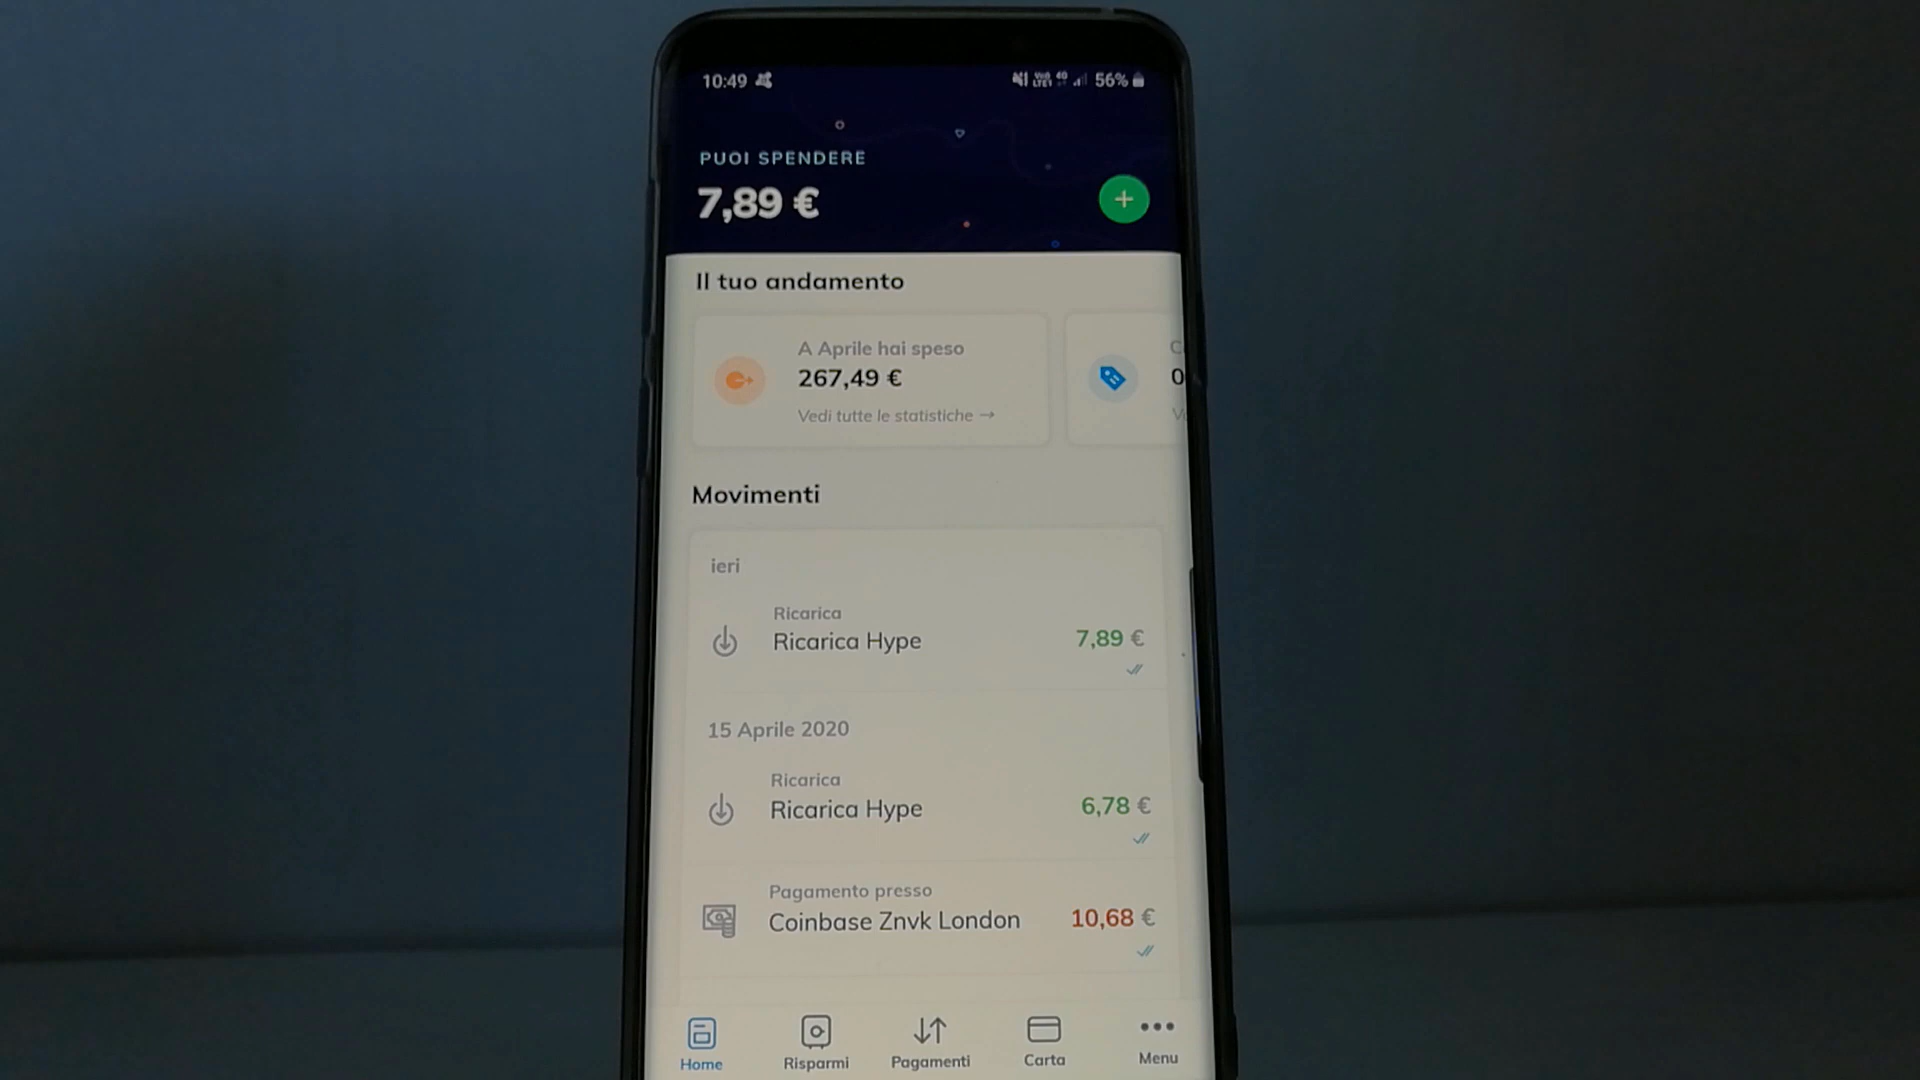 10:49
56%
PUOI SPENDERE
7,89 €
Il tuo andamento
A Aprile hai speso
267,49 €
Vedi tutte le statistiche →
0
Movimenti
ieri
Ricarica
Ricarica Hype
7,89 €
15 Aprile 2020
Ricarica
Ricarica Hype
6,78 €
Pagamento presso
Coinbase Znvk London
10,68 €
Home
Risparmi
Pagamenti
Carta
Menu